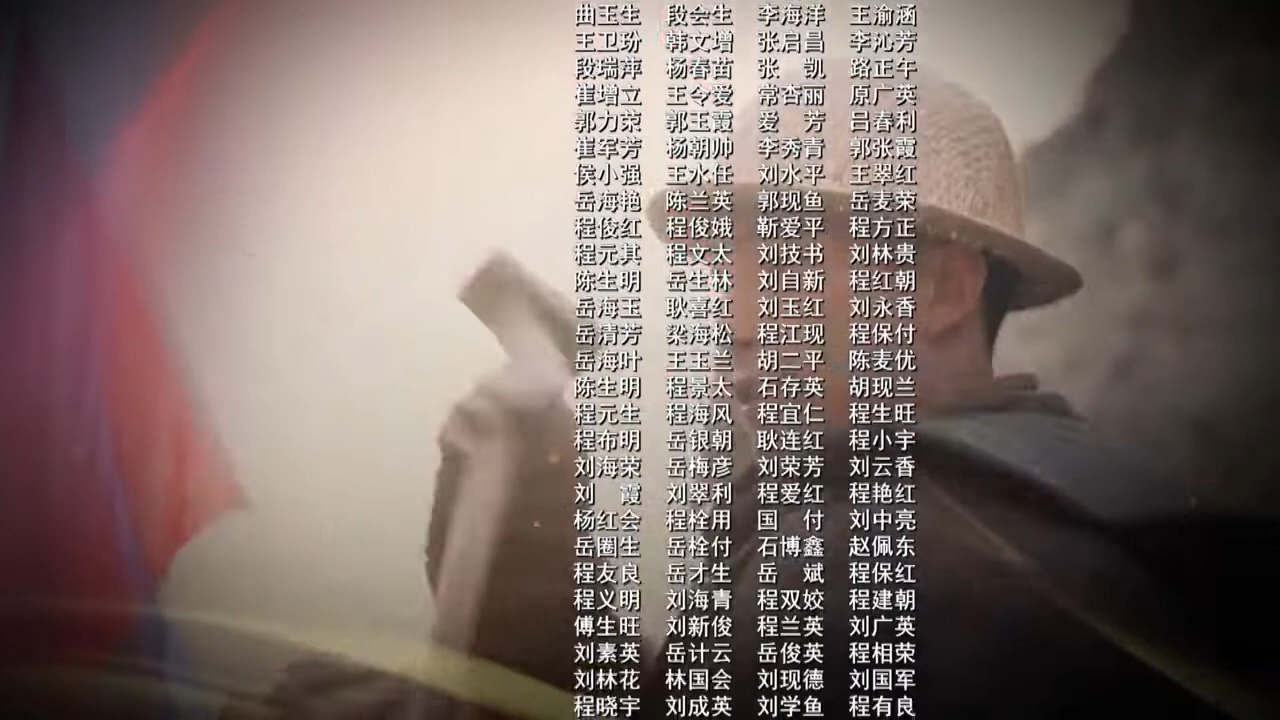 曲玉生 段会生 李海洋 王渝涵
王卫玢 韩文增 张启昌 李沁芳
段瑞萍 杨春苗 张 凯 路正午
崔增立 王令爱 常杏丽 原广英
郭力荣 郭王霞 爱 芳 吕春利
崔军芳 杨朝帅 李秀青 郭张霞
侯小强 王水任 刘水平 王翠红
岳海艳 陈兰英 郭现鱼 岳麦荣
程俊红 程俊娥 靳爱平 程方正
程元其 程文太 刘技书 刘林贵
陈生明 岳生林 刘自新 程红朝
岳海玉 耿喜红 刘玉红 刘永香
岳清芳 梁海松 程江现 程保付
岳海叶 王玉兰 胡二平 陈麦优
陈生明 程景太 石存英 胡现兰
程元生 程海风 程宜仁 程生旺
程布明 岳银朝 耿连红 程小宇
刘海荣 岳梅彦 刘荣芳 刘云香
刘 霞 刘翠利 程爱红 程艳红
杨红会 程栓用 国 付 刘中亮
岳圈生 岳栓付 石博鑫 赵佩东
程友良 岳才生 岳 斌 程保红
程义明 刘海青 程双姣 程建朝
傅生旺 刘新俊 程兰英 刘广英
刘素英 岳计云 岳俊英 程相荣
刘林花 林国会 刘现德 刘国军
程晓宇 刘成英 刘学鱼 程有良